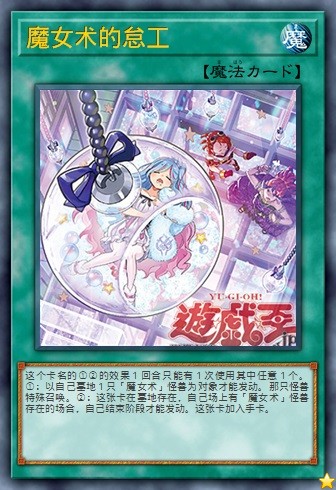 魔女术的怠工
魔
【魔法カード】
YU-GI-OH!
遊戯王
jp
这个卡名的①②的效果1回合只能有1次使用其中任意1个。
①：以自己墓地1只「魔女术」怪兽为对象才能发动。那只怪兽
特殊召唤。②：这张卡在墓地存在，自己场上有「魔女术」怪兽
存在的场合，自己结束阶段才能发动。这张卡加入手卡。